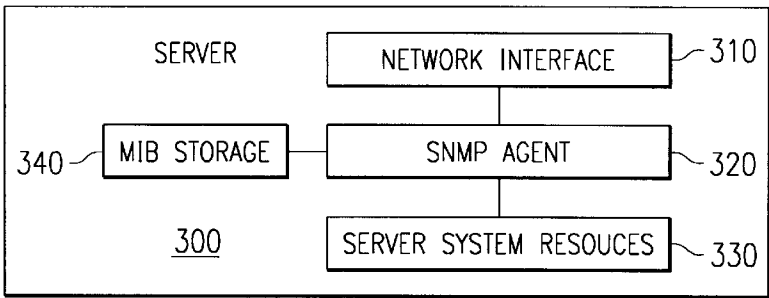 SERVER
NETWORK INTERFACE
310
340
MIB STORAGE
SNMP AGENT
320
300
SERVER SYSTEM RESOUCES
330